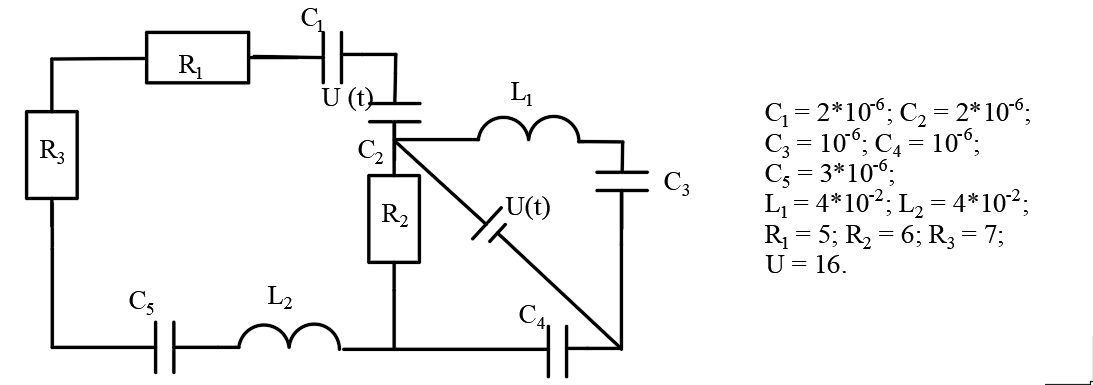 C₁
R₁
U (t)
L₁
R₃
C₂
C₃
R₂
U(t)
C₅
L₂
C₄
C₁ = 2*10⁻⁶; C₂ = 2*10⁻⁶;
C₃ = 10⁻⁶; C₄ = 10⁻⁶;
C₅ = 3*10⁻⁶;
L₁ = 4*10⁻²; L₂ = 4*10⁻²;
R₁ = 5; R₂ = 6; R₃ = 7;
U = 16.